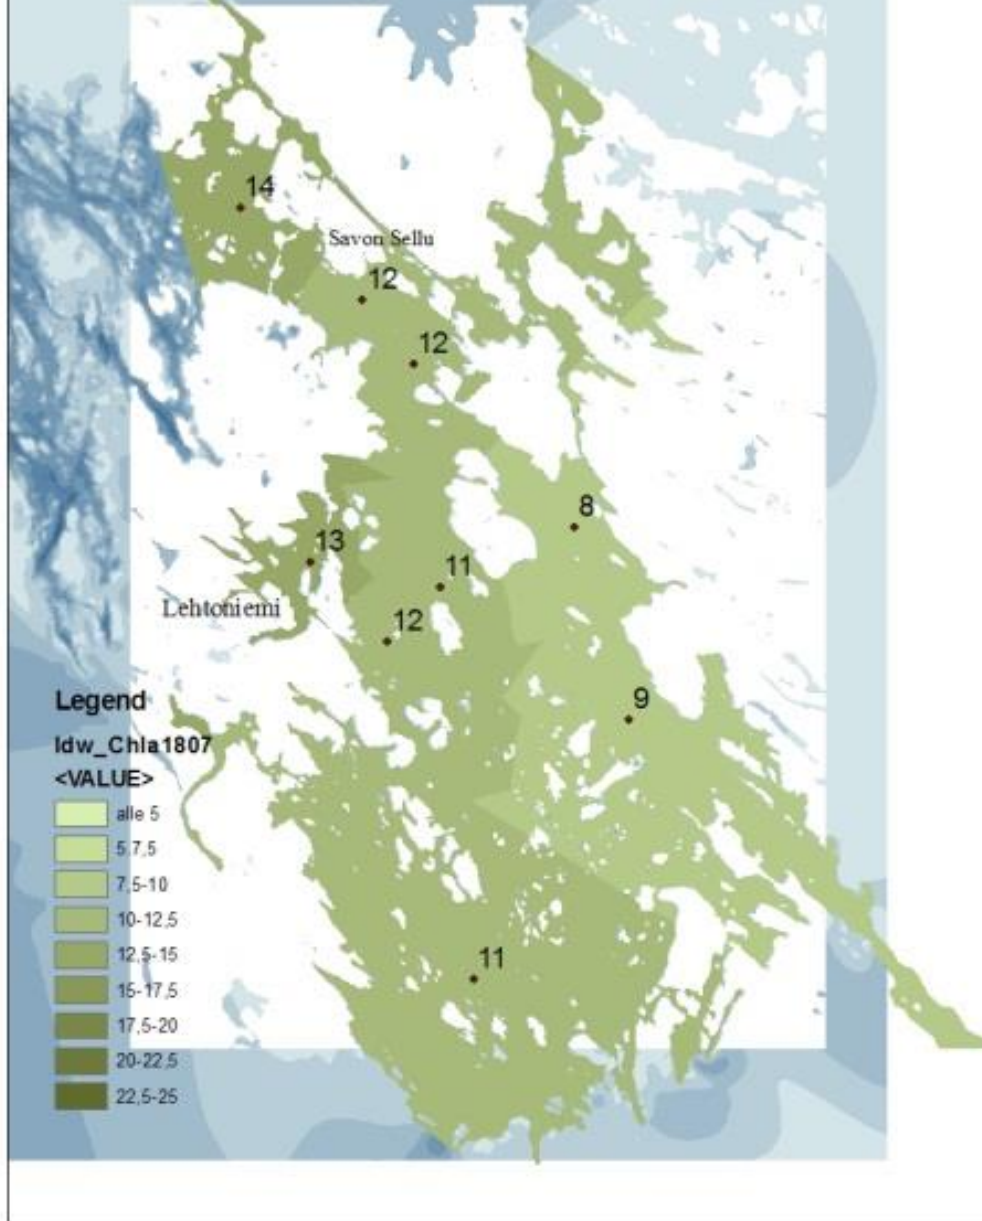 14
Savon Sellu
12
12
8
13
11
Lehtoniemi
12
9
Legend
Idw_Chla1807
<VALUE>
alle 5
5.7,5
7,5-10
10-12,5
12,5-15
11
15-17,5
17,5-20
20-22,5
22,5-25